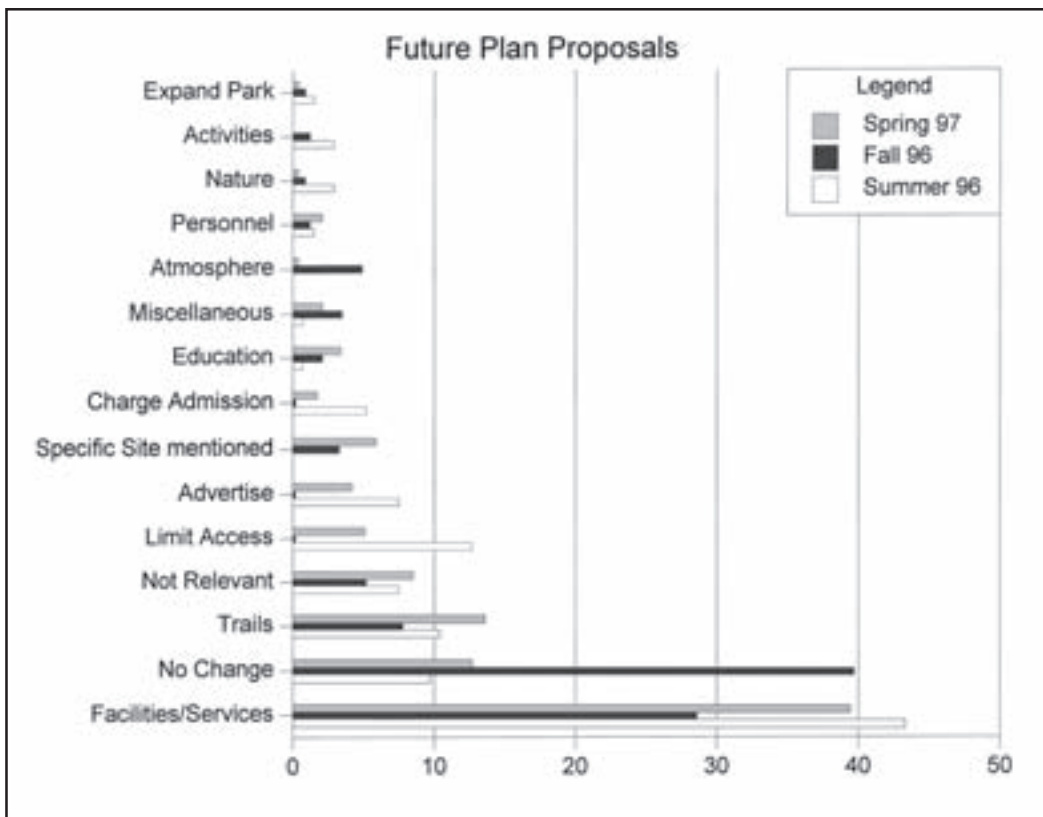 Future Plan Proposals
Legend
Spring 97
Fall 96
Summer 96
Expand Park
Activities
Nature
Personnel
Atmosphere
Miscellaneous
Education
Charge Admission
Specific Site mentioned
Advertise
Limit Access
Not Relevant
Trails
No Change
Facilities/Services
0 10 20 30 40 50